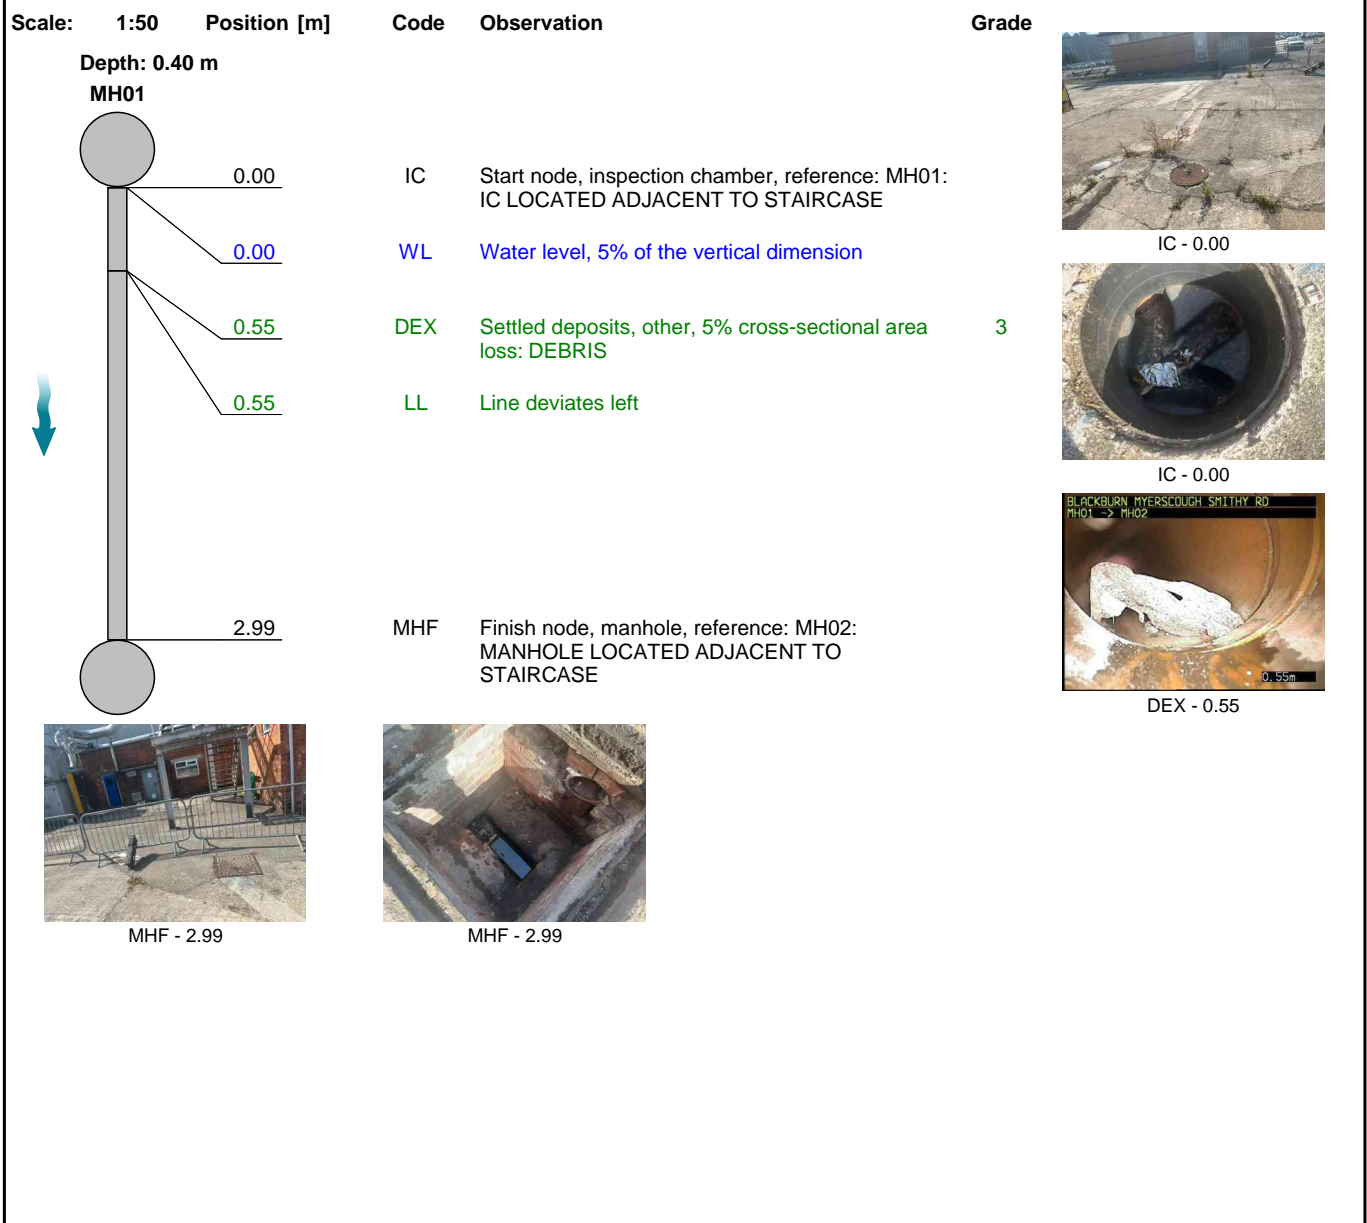 Scale: 1:50 Position [m] Code Observation Grade
Depth: 0.40 m
MH01
0.00 IC Start node, inspection chamber, reference: MH01:
IC LOCATED ADJACENT TO STAIRCASE
0.00 WL Water level, 5% of the vertical dimension
0.55 DEX Settled deposits, other, 5% cross-sectional area 3
loss: DEBRIS
0.55 LL Line deviates left
2.99 MHF Finish node, manhole, reference: MH02:
MANHOLE LOCATED ADJACENT TO
STAIRCASE
IC - 0.00
IC - 0.00
BLACKBURN MYERSCOUGH SMITHY RD
MH01 -> MH02
0.55m
DEX - 0.55
MHF - 2.99
MHF - 2.99